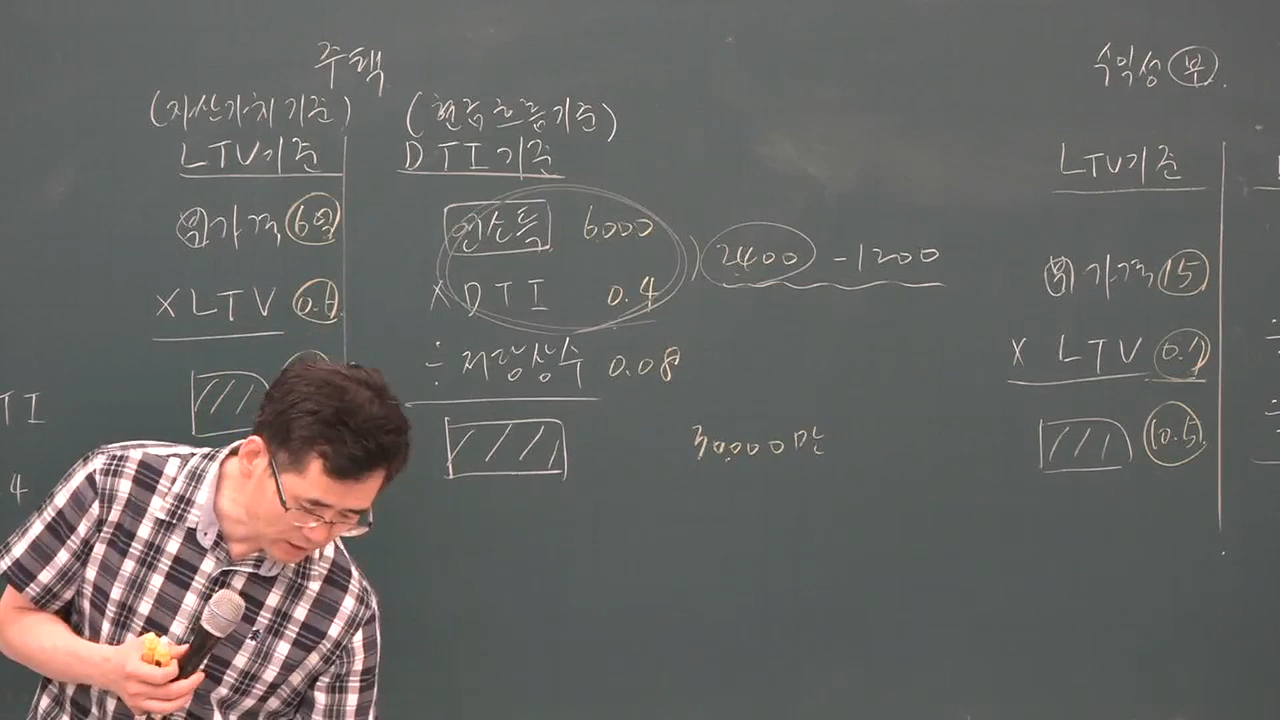 주택
(자산가치기준)
LTV기준
부 가격 6억
X LTV
(현금흐름기준)
DTI기준
연소득 6000
X DTI 0.4
) 2400 - 1200
÷ 저당상수 0.08
30000만
TI
.4
수익성 부.
LTV기준
부 가격 15
X LTV 0.7
10.5